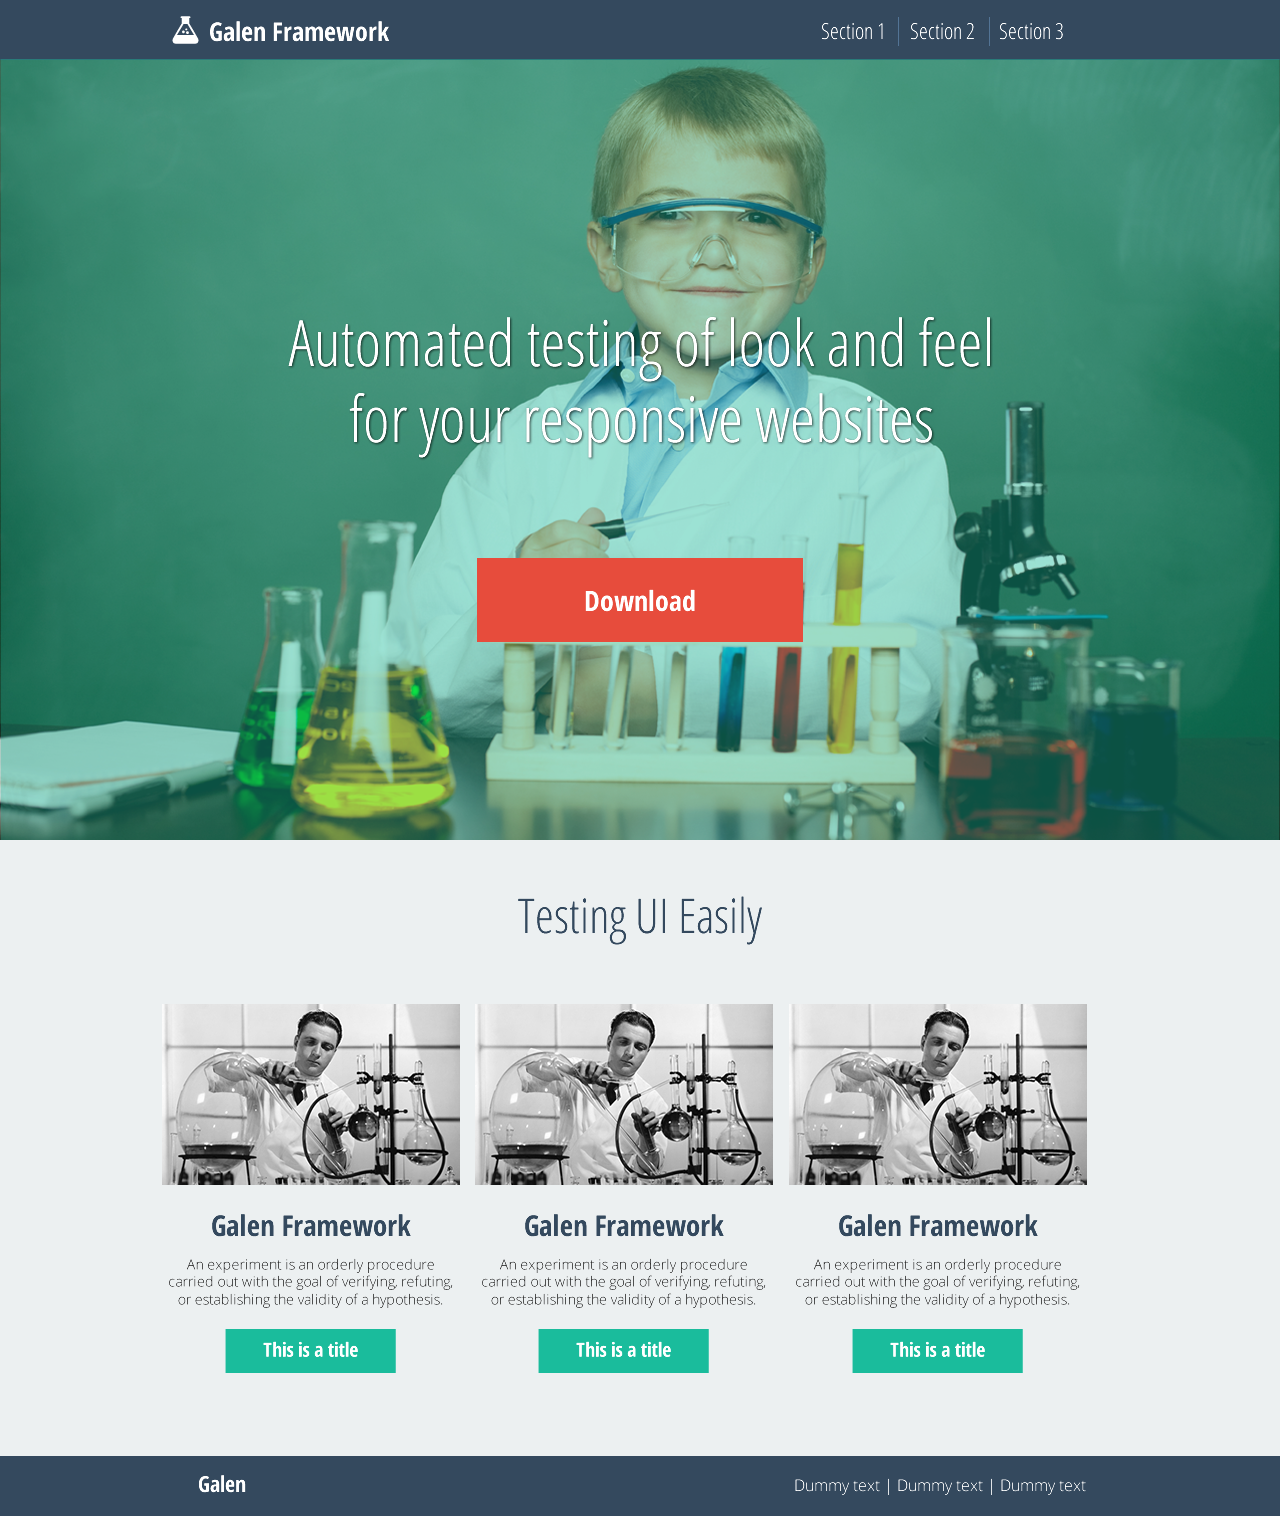 Galen Framework
Section 1
Section 2
Section 3
Automated testing of look and feel
for your responsive websites
Download
Testing UI Easily
Galen Framework
An experiment is an orderly procedure
carried out with the goal of verifying, refuting,
or establishing the validity of a hypothesis.
This is a title
Galen Framework
An experiment is an orderly procedure
carried out with the goal of verifying, refuting,
or establishing the validity of a hypothesis.
This is a title
Galen Framework
An experiment is an orderly procedure
carried out with the goal of verifying, refuting,
or establishing the validity of a hypothesis.
This is a title
Galen
Dummy text | Dummy text | Dummy text